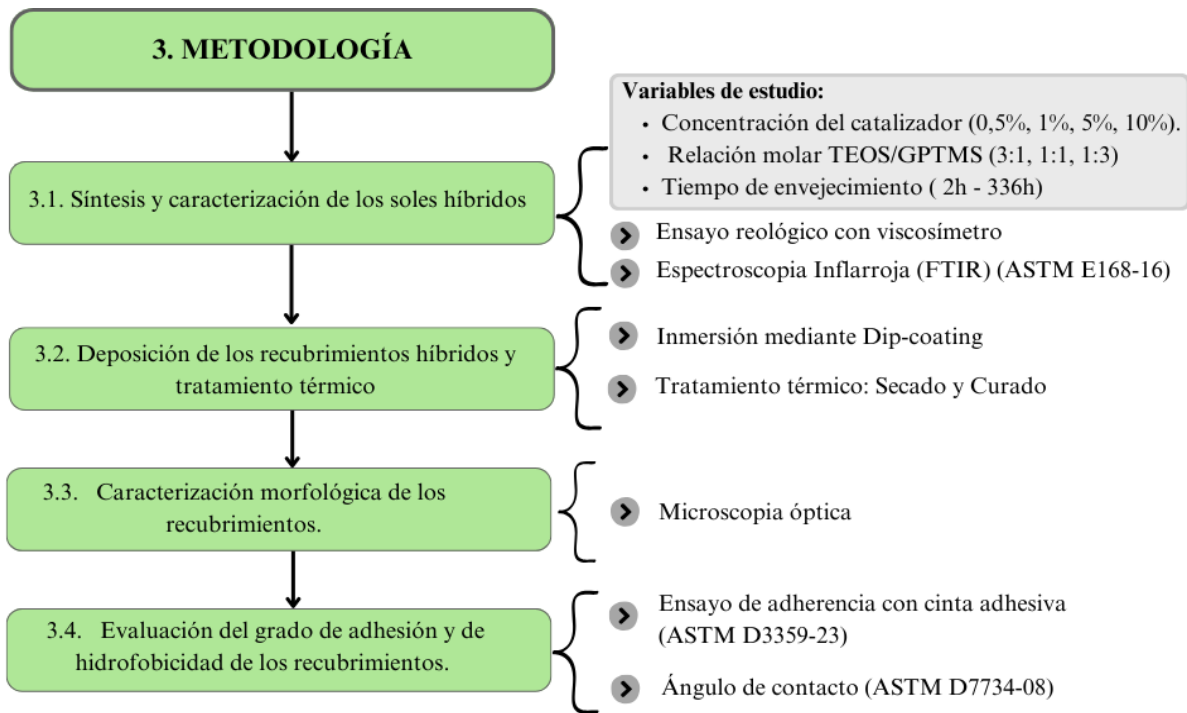 3. METODOLOGÍA
Variables de estudio:
• Concentración del catalizador (0,5%, 1%, 5%, 10%).
• Relación molar TEOS/GPTMS (3:1, 1:1, 1:3)
• Tiempo de envejecimiento ( 2h - 336h)
3.1. Síntesis y caracterización de los soles híbridos
Ensayo reológico con viscosímetro
Espectroscopia Inflarroja (FTIR) (ASTM E168-16)
3.2. Deposición de los recubrimientos híbridos y
tratamiento térmico
Inmersión mediante Dip-coating
Tratamiento térmico: Secado y Curado
3.3. Caracterización morfológica de los
recubrimientos.
Microscopia óptica
3.4. Evaluación del grado de adhesión y de
hidrofobicidad de los recubrimientos.
Ensayo de adherencia con cinta adhesiva
(ASTM D3359-23)
Ángulo de contacto (ASTM D7734-08)